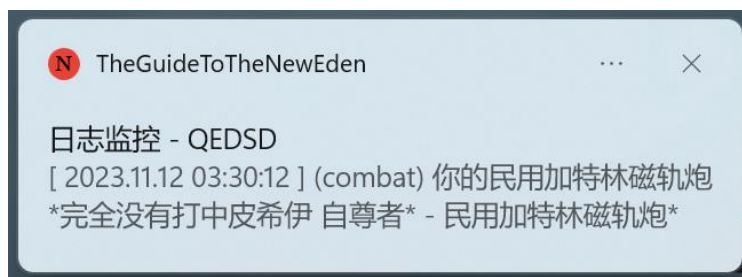 N TheGuideToTheNewEden
日志监控 - QEDSD
[ 2023.11.12 03:30:12 ] (combat) 你的民用加特林磁轨炮
*完全没有打中皮希伊 自尊者* - 民用加特林磁轨炮*